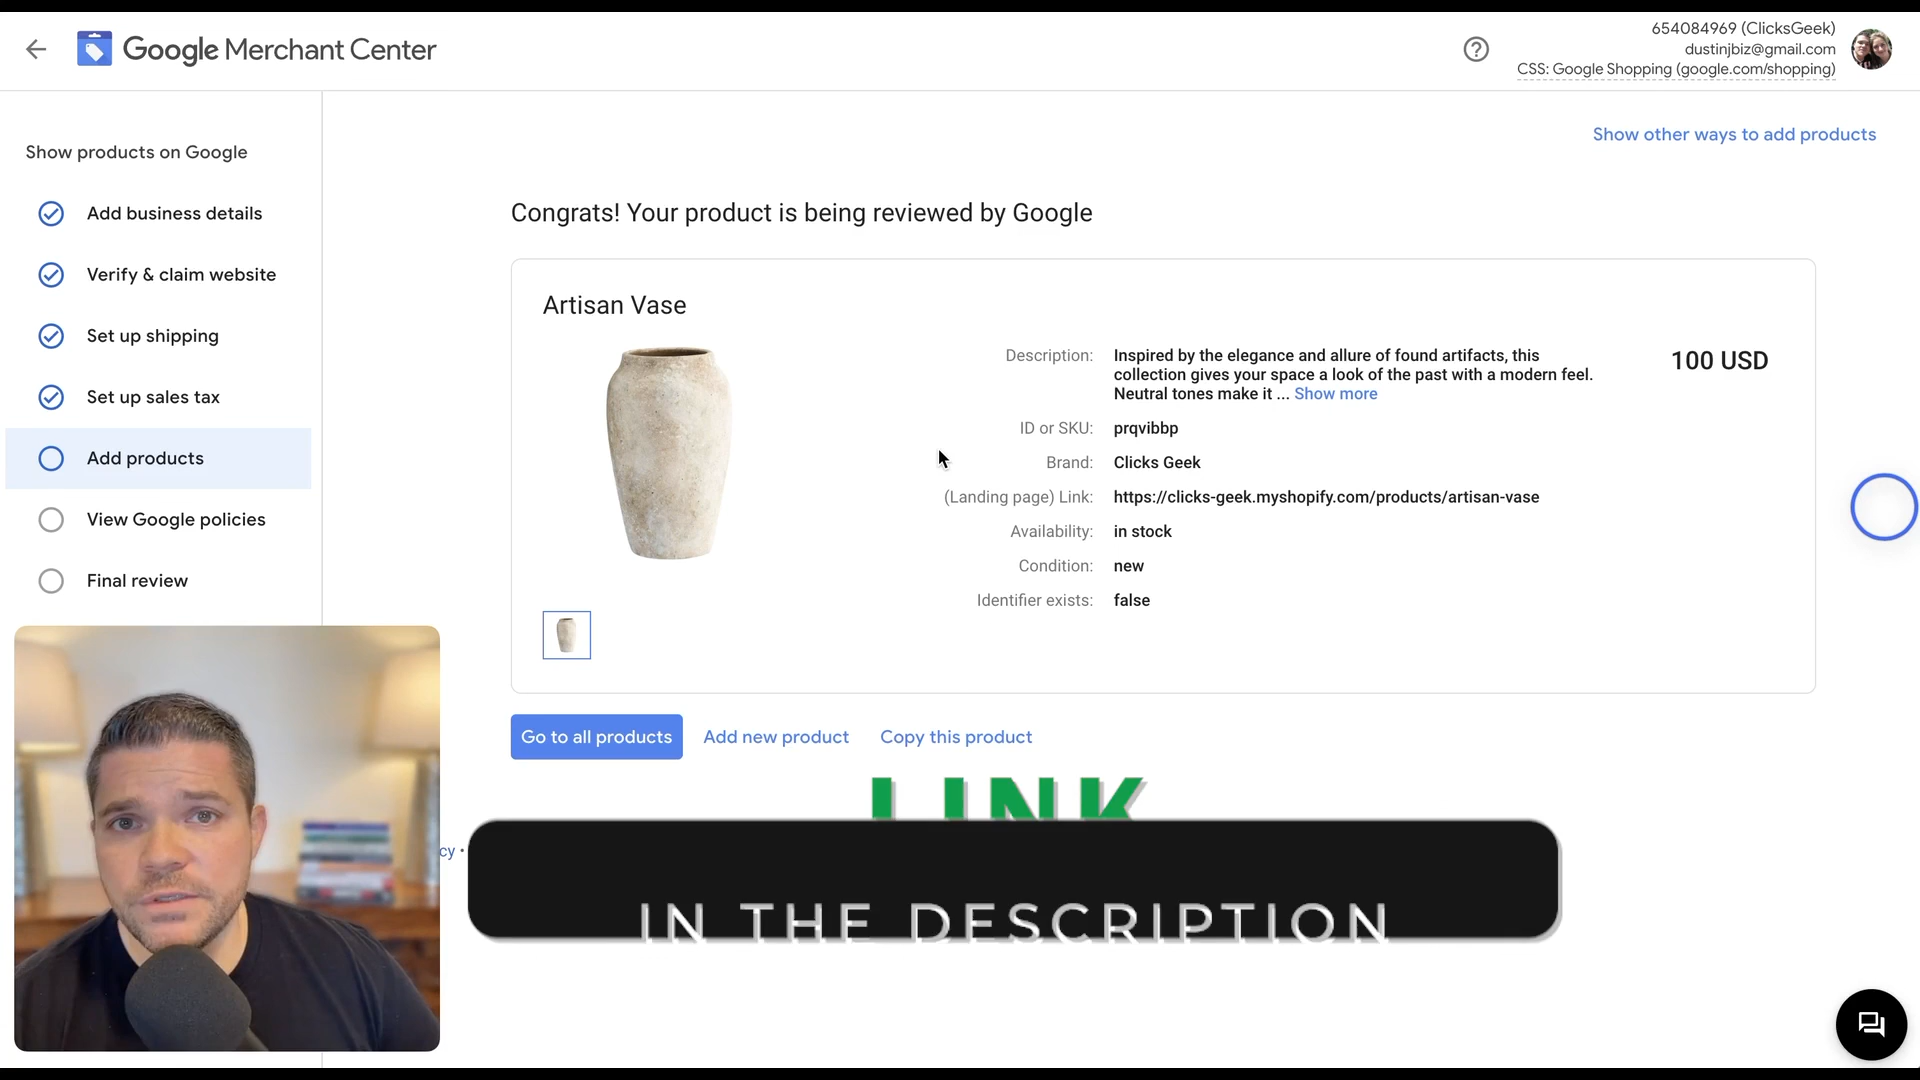 Google Merchant Center
654084969 (ClicksGeek)
dustinjbiz@gmail.com
CSS: Google Shopping (google.com/shopping)
Show products on Google
Add business details
Verify & claim website
Set up shipping
Set up sales tax
Add products
View Google policies
Final review
Show other ways to add products
Congrats! Your product is being reviewed by Google
Artisan Vase
Description: Inspired by the elegance and allure of found artifacts, this
collection gives your space a look of the past with a modern feel.
Neutral tones make it ... Show more
100 USD
ID or SKU: prqvibbp
Brand: Clicks Geek
(Landing page) Link: https://clicks-geek.myshopify.com/products/artisan-vase
Availability: in stock
Condition: new
Identifier exists: false
Go to all products Add new product Copy this product
LINK
cy •
IN THE DESCRIPTION